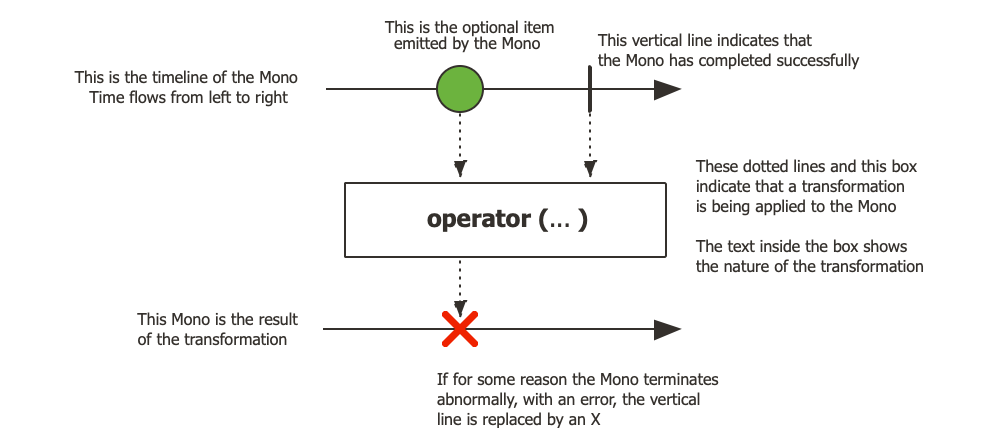 This is the optional item
emitted by the Mono
This vertical line indicates that
the Mono has completed successfully
This is the timeline of the Mono
Time flows from left to right
These dotted lines and this box
indicate that a transformation
is being applied to the Mono
operator (... )
The text inside the box shows
the nature of the transformation
This Mono is the result
of the transformation
If for some reason the Mono terminates
abnormally, with an error, the vertical
line is replaced by an X